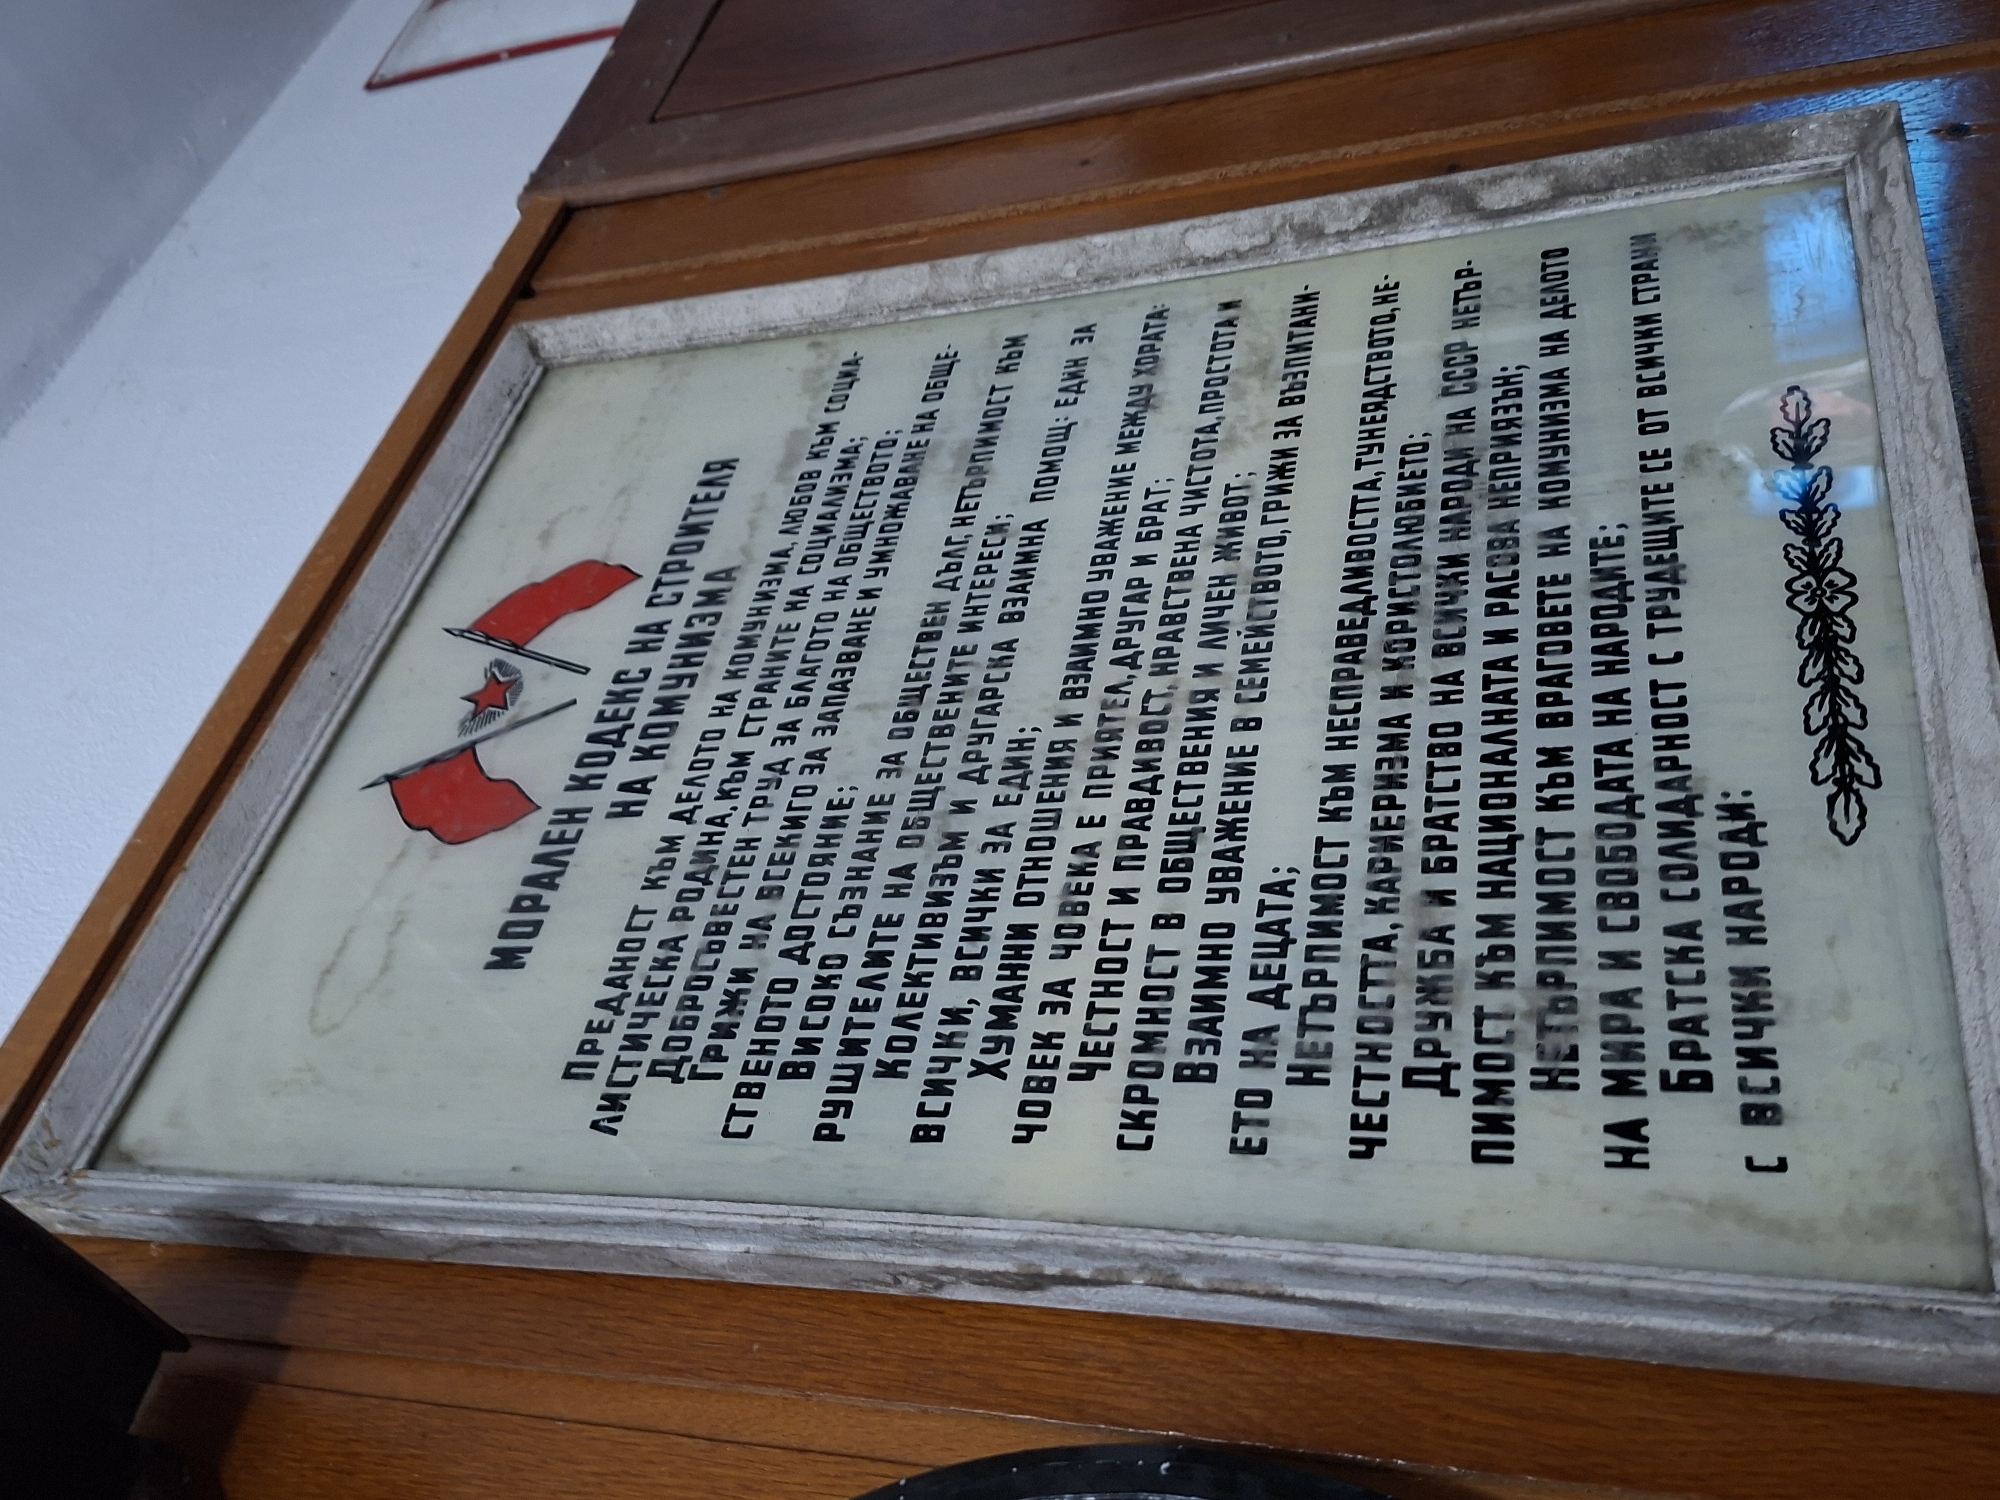 МОРАЛЕН КОДЕКС НА СТРОИТЕЛЯ
НА КОМУНИЗМА
ПРЕДАНОСТ КЪМ ДЕЛОТО НА КОМУНИЗМА, ЛЮБОВ КЪМ СОЦИА-
ЛИСТИЧЕСКА РОДИНА, КЪМ СТРАНИТЕ НА СОЦИАЛИЗМА;
ДОБРОСЪВЕСТЕН ТРУД ЗА БЛАГОТО НА ОБЩЕСТВОТО;
ГРИЖИ НА ВСЕКИГО ЗА ЗАПАЗВАНЕ И УМНОЖАВАНЕ НА ОБЩЕ-
СТВЕНОТО ДОСТОЯНИЕ;
ВИСОКО СЪЗНАНИЕ ЗА ОБЩЕСТВЕН ДЪЛГ, НЕТЪРПИМОСТ КЪМ
РУШИТЕЛИТЕ НА ОБЩЕСТВЕНИТЕ ИНТЕРЕСИ;
КОЛЕКТИВИЗЪМ И ДРУГАРСКА ВЗАИМНА ПОМОЩ: ЕДИН ЗА
ВСИЧКИ, ВСИЧКИ ЗА ЕДИН;
ХУМАННИ ОТНОШЕНИЯ И ВЗАИМНО УВАЖЕНИЕ МЕЖДУ ХОРАТА:
ЧОВЕК ЗА ЧОВЕКА Е ПРИЯТЕЛ, ДРУГАР И БРАТ;
ЧЕСТНОСТ И ПРАВДИВОСТ, НРАВСТВЕНА ЧИСТОТА, ПРОСТОТА И
СКРОМНОСТ В ОБЩЕСТВЕНИЯ И ЛИЧЕН ЖИВОТ;
ВЗАИМНО УВАЖЕНИЕ В СЕМЕЙСТВОТО, ГРИЖИ ЗА ВЪЗПИТАНИ-
ЕТО НА ДЕЦАТА;
НЕТЪРПИМОСТ КЪМ НЕСПРАВЕДЛИВОСТТА, ТУНЕЯДСТВОТО, НЕ-
ЧЕСТНОСТТА, КАРИЕРИЗМА И КОРИСТОЛЮБИЕТО;
ДРУЖБА И БРАТСТВО НА ВСИЧКИ НАРОДИ НА СССР НЕТЪР-
ПИМОСТ КЪМ НАЦИОНАЛНАТА И РАСОВА НЕПРИЯЗЪН;
НЕТЪРПИМОСТ КЪМ ВРАГОВЕТЕ НА КОМУНИЗМА НА ДЕЛОТО
НА МИРА И СВОБОДАТА НА НАРОДИТЕ;
БРАТСКА СОЛИДАРНОСТ С ТРУДЕЩИТЕ СЕ ОТ ВСИЧКИ СТРАНИ
С ВСИЧКИ НАРОДИ: